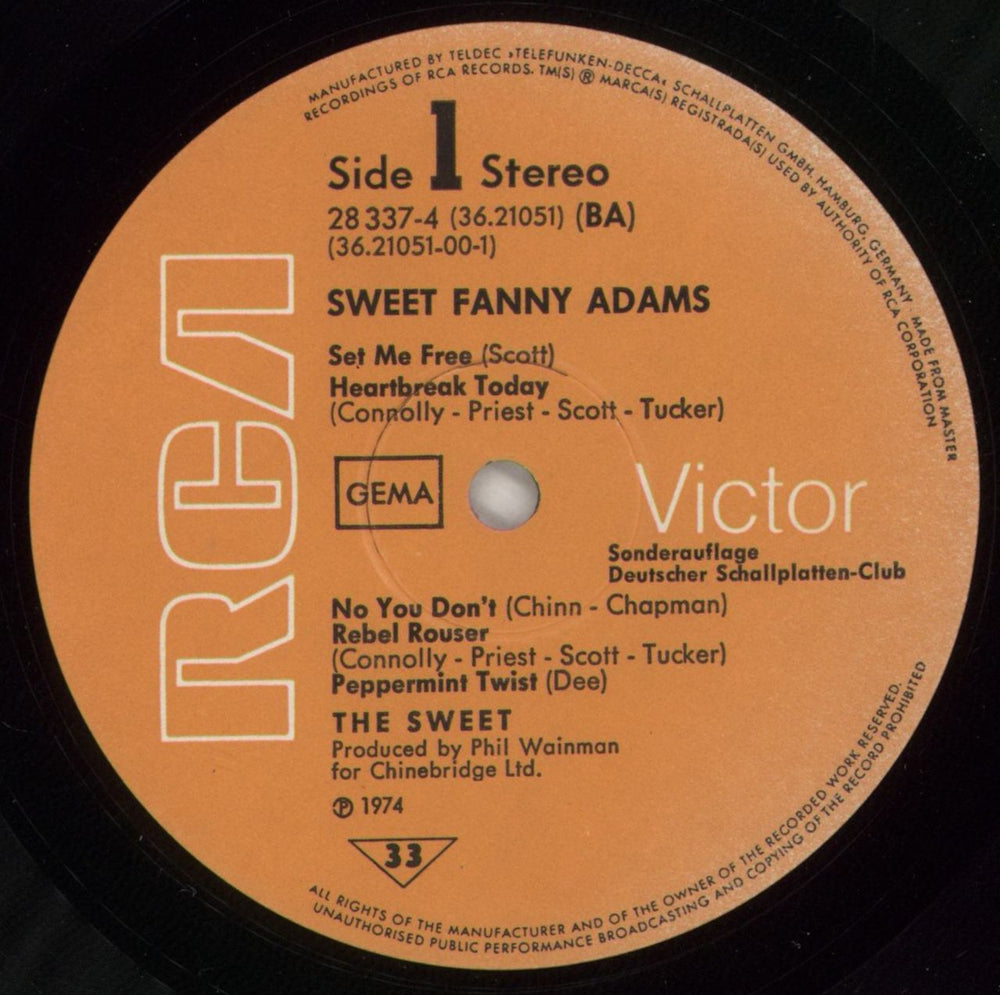 MANUFACTURED BY TELDEC »TELEFUNKEN-DECCA« SCHALLPLATTEN GMBH, HAMBURG, GERMANY MADE FROM MASTER
RECORDINGS OF RCA RECORDS. TM(S) ® MARCA(S) REGISTRADA(S) USED BY AUTHORITY OF RCA CORPORATION
Side 1 Stereo
28 337-4 (36.21051) (BA)
(36.21051-00-1)
SWEET FANNY ADAMS
Set Me Free (Scott)
Heartbreak Today
(Connolly - Priest - Scott - Tucker)
RCA
GEMA
Victor
Sonderauflage
Deutscher Schallplatten-Club
No You Don't (Chinn - Chapman)
Rebel Rouser
(Connolly - Priest - Scott - Tucker)
Peppermint Twist (Dee)
THE SWEET
Produced by Phil Wainman
for Chinebridge Ltd.
℗ 1974
33
ALL RIGHTS OF THE MANUFACTURER AND OF THE OWNER OF THE RECORDED WORK RESERVED.
UNAUTHORISED PUBLIC PERFORMANCE BROADCASTING AND COPYING OF THE RECORD PROHIBITED